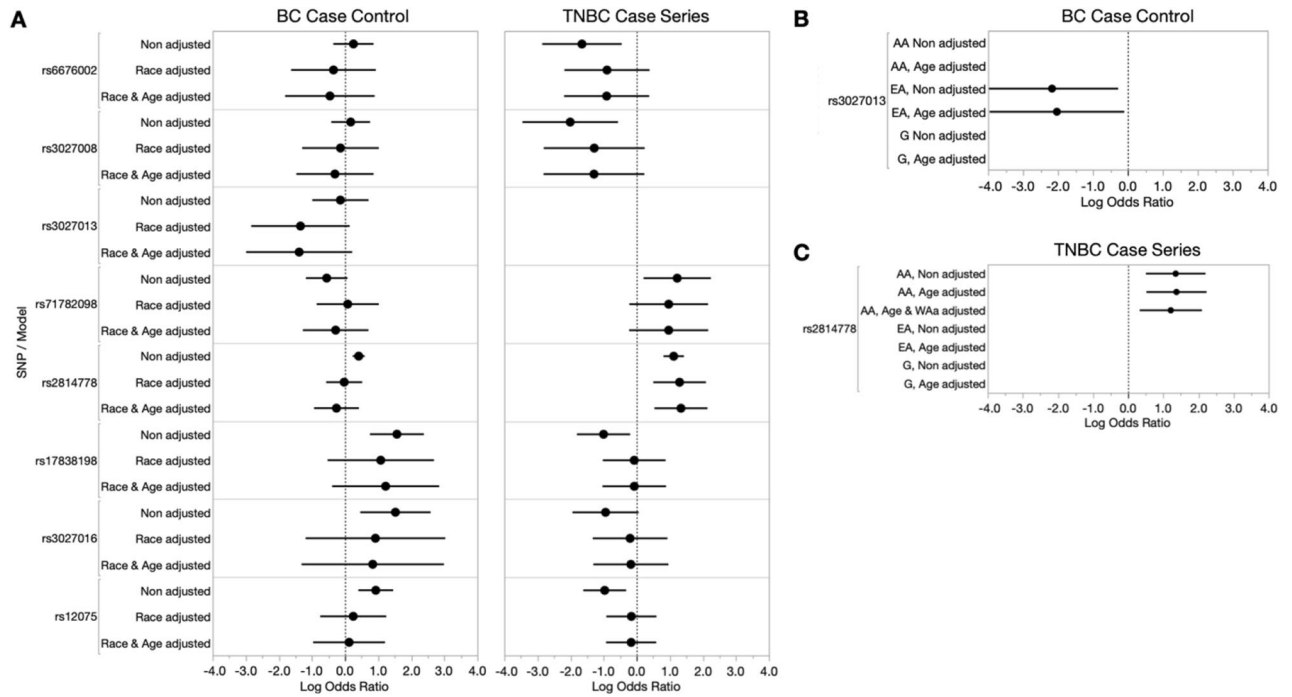 A
BC Case Control
TNBC Case Series
SNP / Model
rs6676002
Non adjusted
Race adjusted
Race & Age adjusted
rs3027008
Non adjusted
Race adjusted
Race & Age adjusted
rs3027013
Non adjusted
Race adjusted
Race & Age adjusted
rs71782098
Non adjusted
Race adjusted
Race & Age adjusted
rs2814778
Non adjusted
Race adjusted
Race & Age adjusted
rs17838198
Non adjusted
Race adjusted
Race & Age adjusted
rs3027016
Non adjusted
Race adjusted
Race & Age adjusted
rs12075
Non adjusted
Race adjusted
Race & Age adjusted
-4.0 -3.0 -2.0 -1.0 0.0 1.0 2.0 3.0 4.0
Log Odds Ratio
-4.0 -3.0 -2.0 -1.0 0.0 1.0 2.0 3.0 4.0
Log Odds Ratio
B
BC Case Control
rs3027013
AA Non adjusted
AA, Age adjusted
EA, Non adjusted
EA, Age adjusted
G Non adjusted
G, Age adjusted
-4.0 -3.0 -2.0 -1.0 0.0 1.0 2.0 3.0 4.0
Log Odds Ratio
C
TNBC Case Series
rs2814778
AA, Non adjusted
AA, Age adjusted
AA, Age & WAa adjusted
EA, Non adjusted
EA, Age adjusted
G, Non adjusted
G, Age adjusted
-4.0 -3.0 -2.0 -1.0 0.0 1.0 2.0 3.0 4.0
Log Odds Ratio